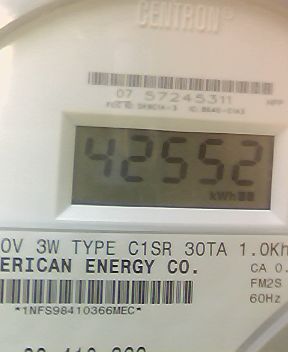 CENTRON®
07 57245311
42552
kWh
0V 3W TYPE C1SR 30TA 1.0Kh
ERICAN ENERGY CO.
CA 0.
FM2S
60Hz
*1NFS98410366MEC*